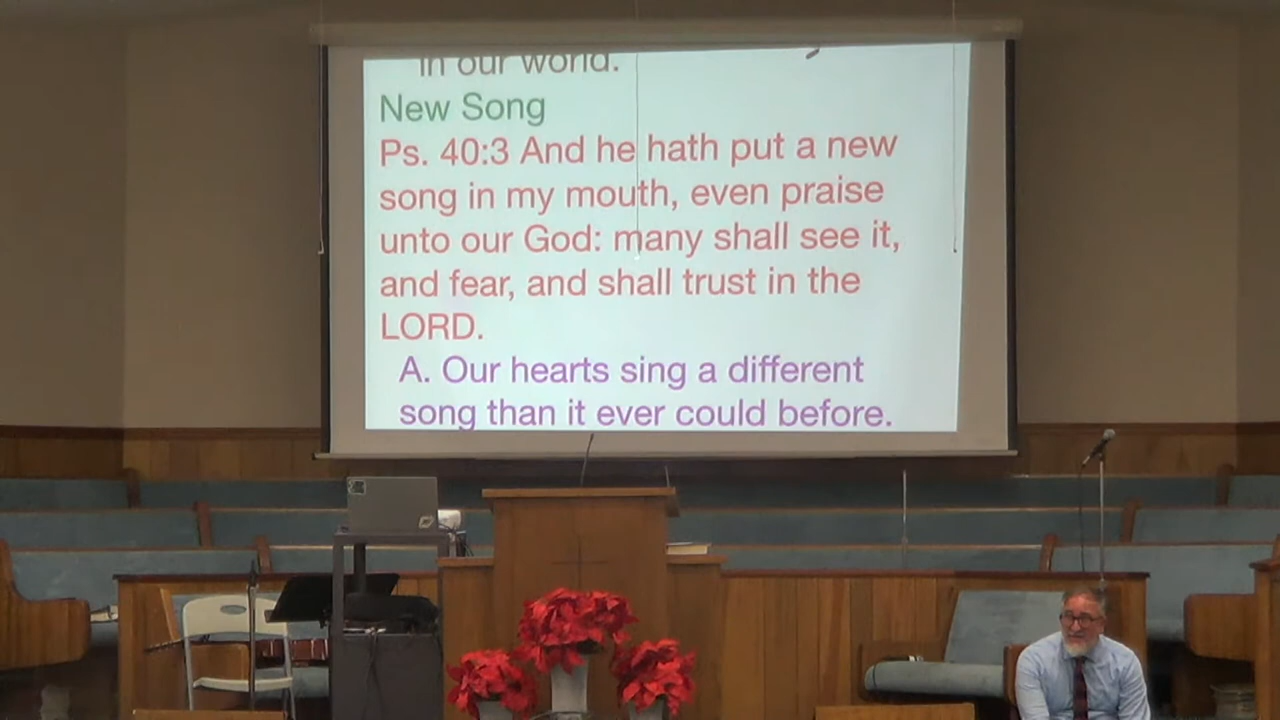 in our world.
New Song
Ps. 40:3 And he hath put a new
song in my mouth, even praise
unto our God: many shall see it,
and fear, and shall trust in the
LORD.
A. Our hearts sing a different
song than it ever could before.